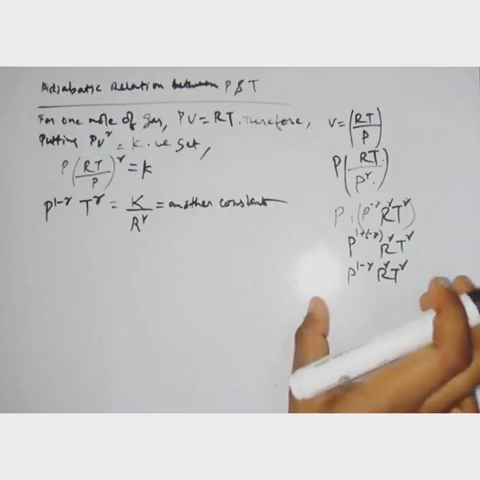 Adiabatic Relation between P & T
For one mole of gas, PV = RT. Therefore, V = (RT/P)
Putting PV^γ = K. we get,
P(RT/P)^γ = K
P^1-γ T^γ = K/R^γ = another constant
P(RT/P^γ)
P.(P^-γ R^γ T^γ)
P^1+(-γ) R^γ T^γ
P^1-γ R^γ T^γ